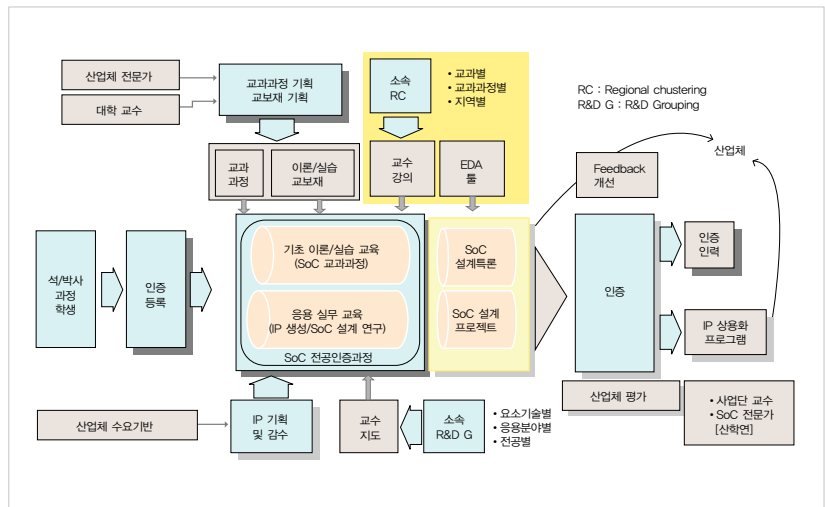 산업체 전문가
대학 교수
교과과정 기획
교보재 기획
소속
RC
• 교과별
• 교과과정별
• 지역별
RC : Regional chustering
R&D G : R&D Grouping
산업체
교과
과정
이론/실습
교보재
교수
강의
EDA
툴
Feedback
개선
석/박사
과정
학생
인증
등록
기초 이론/실습 교육
(SoC 교과과정)
응용 실무 교육
(IP 생성/SoC 설계 연구)
SoC 전공인증과정
SoC
설계특론
SoC 설계
프로젝트
인증
인증
인력
IP 상용화
프로그램
산업체 평가
• 사업단 교수
• SoC 전문가
[산학연]
산업체 수요기반
IP 기획
및 감수
교수
지도
소속
R&D G
• 요소기술별
• 응용분야별
• 전공별